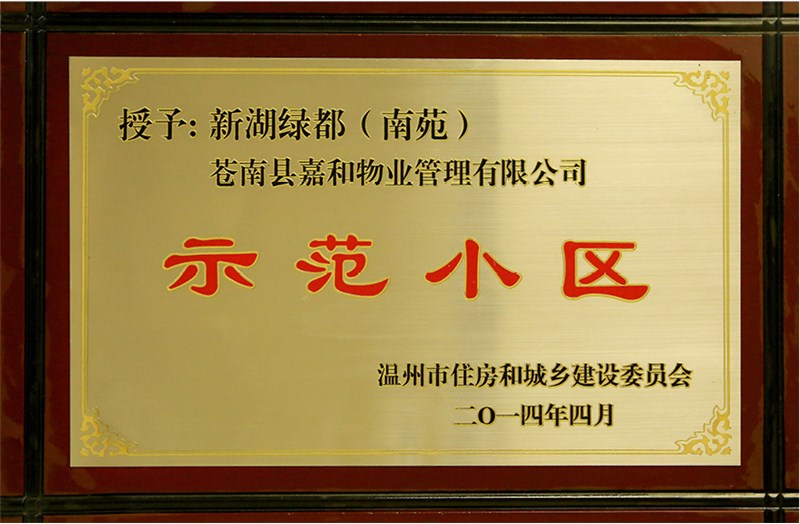 授予：新湖绿都（南苑）
苍南县嘉和物业管理有限公司
示范小区
温州市住房和城乡建设委员会
二O一四年四月